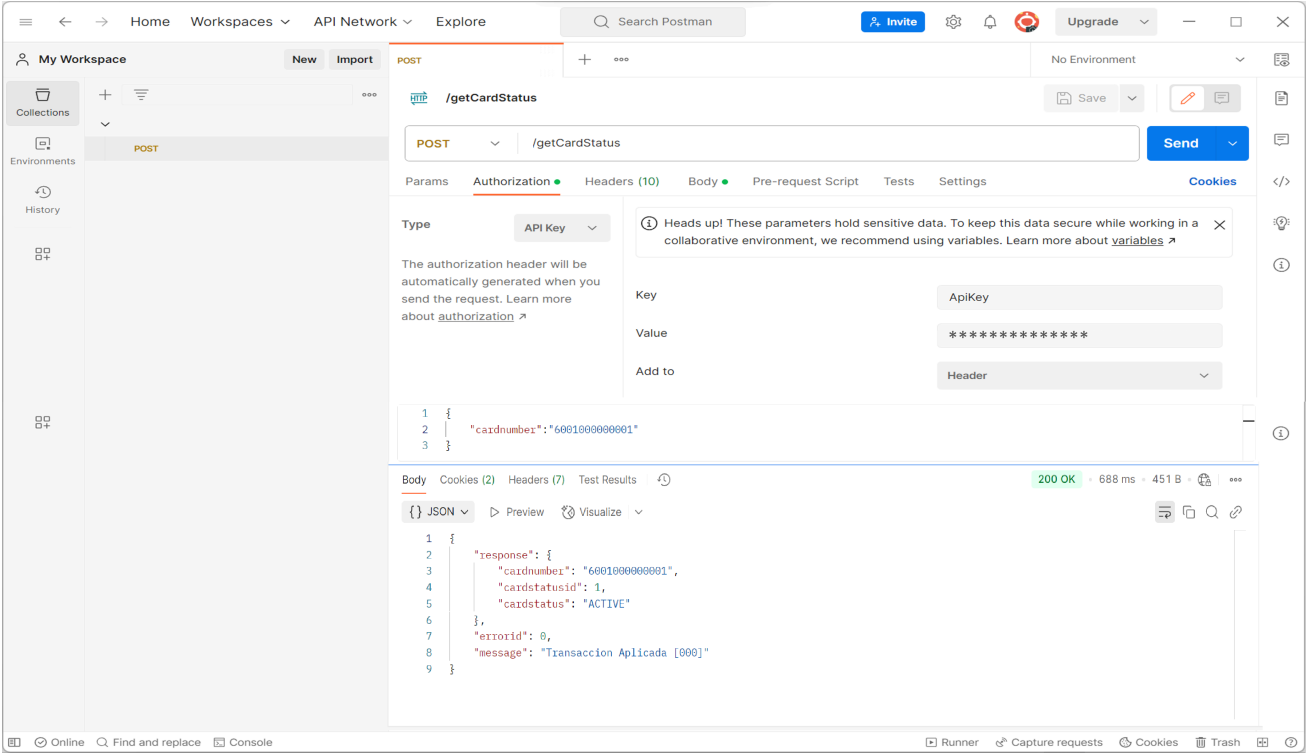 Home Workspaces API Network Explore Search Postman Invite Upgrade
My Workspace New Import POST No Environment
Collections
Environments
History
POST
HTTP /getCardStatus Save
POST /getCardStatus Send
Params Authorization Headers (10) Body Pre-request Script Tests Settings Cookies
Type API Key
The authorization header will be
automatically generated when you
send the request. Learn more
about authorization ↗
Heads up! These parameters hold sensitive data. To keep this data secure while working in a
collaborative environment, we recommend using variables. Learn more about variables ↗
Key ApiKey
Value **************
Add to Header
1 {
2 "cardnumber":"6001000000001"
3 }
Body Cookies (2) Headers (7) Test Results 200 OK • 688 ms • 451 B
{} JSON Preview Visualize
1 {
2 "response": {
3 "cardnumber": "6001000000001",
4 "cardstatusid": 1,
5 "cardstatus": "ACTIVE"
6 },
7 "errorid": 0,
8 "message": "Transaccion Aplicada [000]"
9 }
Online Find and replace Console Runner Capture requests Cookies Trash